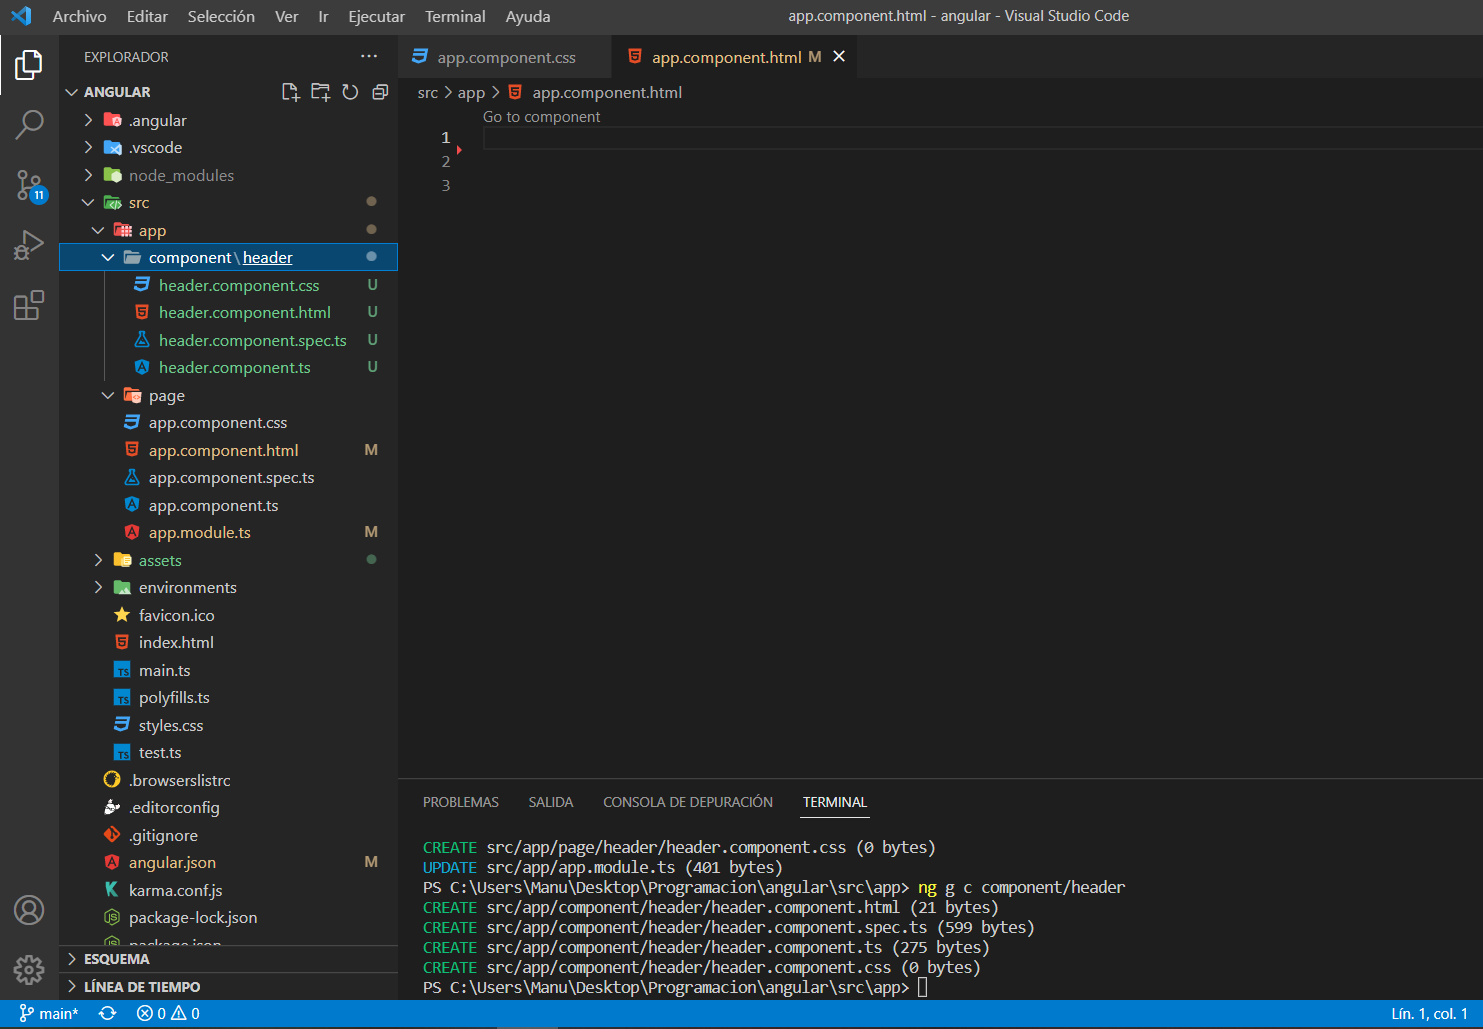 Archivo Editar Selección Ver Ir Ejecutar Terminal Ayuda app.component.html - angular - Visual Studio Code
EXPLORADOR ···
ANGULAR
.angular
.vscode
node_modules
src
app
component\header
header.component.css U
header.component.html U
header.component.spec.ts U
header.component.ts U
page
app.component.css
app.component.html M
app.component.spec.ts
app.component.ts
app.module.ts M
assets
environments
favicon.ico
index.html
main.ts
polyfills.ts
styles.css
test.ts
.browserslistrc
.editorconfig
.gitignore
angular.json M
karma.conf.js
package-lock.json
package.json
ESQUEMA
LÍNEA DE TIEMPO
11
app.component.css app.component.html M
src > app > app.component.html
Go to component
1
2
3
PROBLEMAS SALIDA CONSOLA DE DEPURACIÓN TERMINAL
CREATE src/app/page/header/header.component.css (0 bytes)
UPDATE src/app/app.module.ts (401 bytes)
PS C:\Users\Manu\Desktop\Programacion\angular\src\app> ng g c component/header
CREATE src/app/component/header/header.component.html (21 bytes)
CREATE src/app/component/header/header.component.spec.ts (599 bytes)
CREATE src/app/component/header/header.component.ts (275 bytes)
CREATE src/app/component/header/header.component.css (0 bytes)
PS C:\Users\Manu\Desktop\Programacion\angular\src\app>
main* 0 0 Lín. 1, col. 1